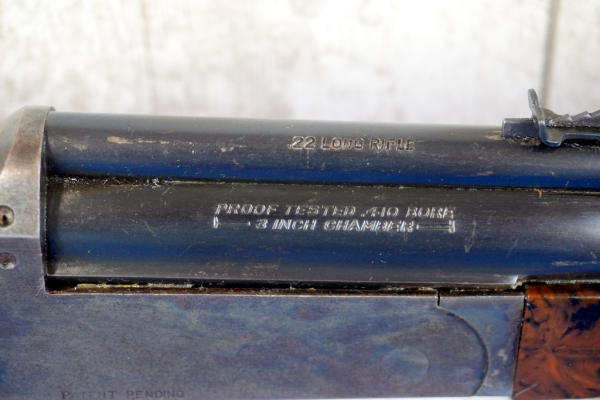 22 LONG RIFLE
PROOF TESTED .410 BORE
3 INCH CHAMBER
PATENT PENDING